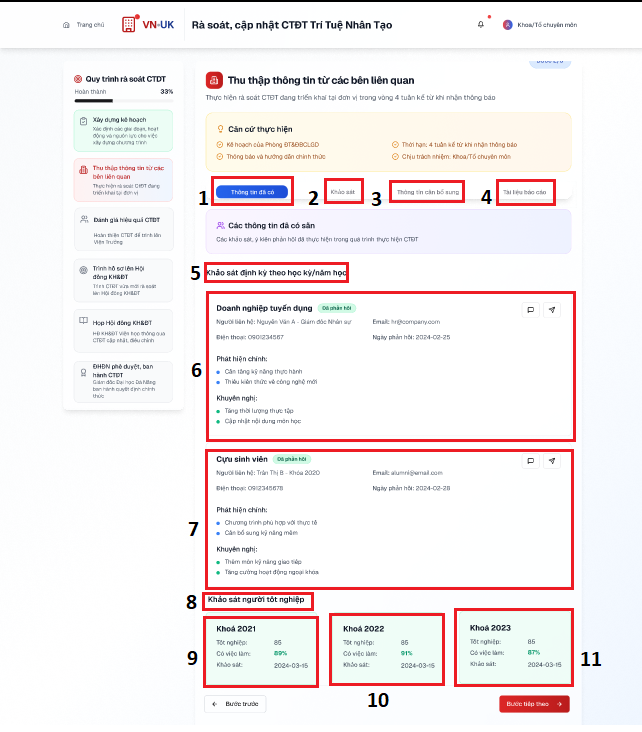 Trang chủ
VN-UK
Rà soát, cập nhật CTĐT Trí Tuệ Nhân Tạo
Khoa/Tổ chuyên môn
Quy trình rà soát CTĐT
Hoàn thành 33%
Xây dựng kế hoạch
Xác định các giai đoạn, hoạt
động và nguồn lực cho việc
xây dựng chương trình
Thu thập thông tin từ các
bên liên quan
Thực hiện rà soát CTĐT đang
triển khai tại đơn vị
Đánh giá hiệu quả CTĐT
Hoàn thiện CTĐT để trình lên
Viện Trưởng
Trình hồ sơ lên Hội
đồng KH&ĐT
Trình CTĐT vừa mới rà soát
lên Hội đồng KH&ĐT
Họp Hội đồng KH&ĐT
HĐ KH&ĐT Viện họp thông qua
CTĐT cập nhật, điều chỉnh
ĐHĐN phê duyệt, ban
hành CTĐT
Giám đốc Đại học Đà Nẵng
ban hành quyết định chính
thức
Thu thập thông tin từ các bên liên quan
Thực hiện rà soát CTĐT đang triển khai tại đơn vị trong vòng 4 tuần kể từ khi nhận thông báo
Căn cứ thực hiện
Kế hoạch của Phòng ĐT&ĐBCLGD
Thời hạn: 4 tuần kể từ khi nhận thông báo
Thông báo và hướng dẫn chính thức
Chịu trách nhiệm: Khoa/Tổ chuyên môn
1 Thông tin đã có
2 Khảo sát
3 Thông tin cần bổ sung
4 Tài liệu báo cáo
Các thông tin đã có sẵn
Các khảo sát, ý kiến phản hồi đã thực hiện trong quá trình thực hiện CTĐT
5 Khảo sát định kỳ theo học kỳ/năm học
6
Doanh nghiệp tuyển dụng Đã phản hồi
Người liên hệ: Nguyễn Văn A - Giám đốc Nhân sự
Email: hr@company.com
Điện thoại: 0901234567
Ngày phản hồi: 2024-02-25
Phát hiện chính:
Cần tăng kỹ năng thực hành
Thiếu kiến thức về công nghệ mới
Khuyến nghị:
Tăng thời lượng thực tập
Cập nhật nội dung môn học
7
Cựu sinh viên Đã phản hồi
Người liên hệ: Trần Thị B - Khóa 2020
Email: alumni@email.com
Điện thoại: 0912345678
Ngày phản hồi: 2024-02-28
Phát hiện chính:
Chương trình phù hợp với thực tế
Cần bổ sung kỹ năng mềm
Khuyến nghị:
Thêm môn kỹ năng giao tiếp
Tăng cường hoạt động ngoại khóa
8 Khảo sát người tốt nghiệp
9
Khoá 2021
Tốt nghiệp: 85
Có việc làm: 89%
Khảo sát: 2024-03-15
10
Khoá 2022
Tốt nghiệp: 85
Có việc làm: 91%
Khảo sát: 2024-03-15
11
Khoá 2023
Tốt nghiệp: 85
Có việc làm: 87%
Khảo sát: 2024-03-15
Bước trước
Bước tiếp theo